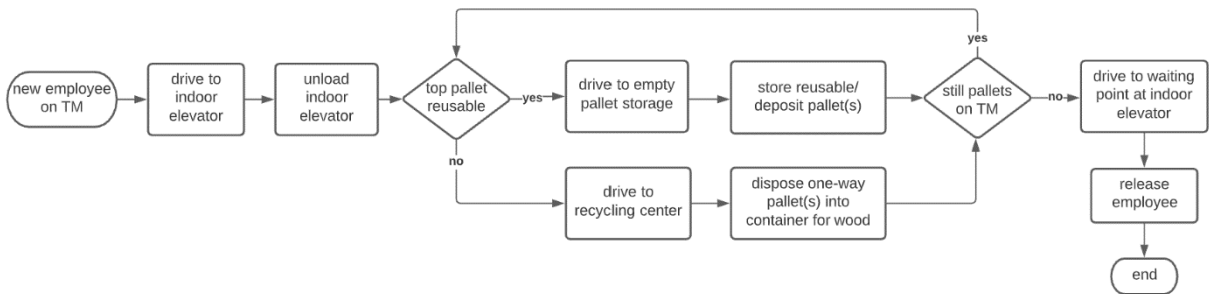 new employee
on TM
drive to
indoor
elevator
unload
indoor
elevator
top pallet
reusable
yes
drive to empty
pallet storage
store reusable/
deposit pallet(s)
yes
still pallets
on TM
no
drive to waiting
point at indoor
elevator
no
drive to
recycling center
dispose one-way
pallet(s) into
container for wood
release
employee
end